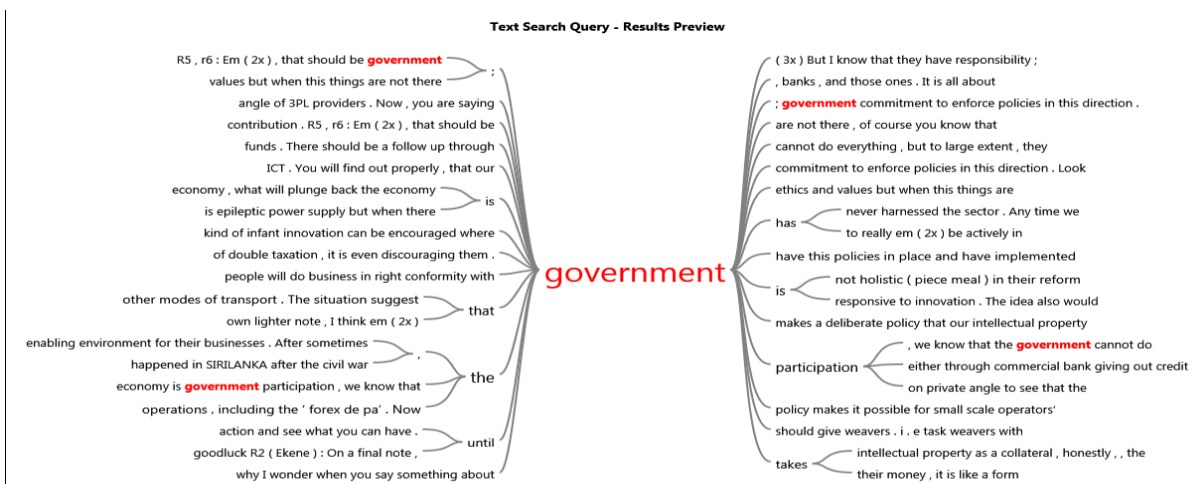 Text Search Query - Results Preview
R5 , r6 : Em ( 2x ) , that should be government
values but when this things are not there
;
angle of 3PL providers . Now , you are saying
contribution . R5 , r6 : Em ( 2x ) , that should be
funds . There should be a follow up through
ICT . You will find out properly , that our
economy , what will plunge back the economy
is epileptic power supply but when there
is
kind of infant innovation can be encouraged where
of double taxation , it is even discouraging them .
people will do business in right conformity with
other modes of transport . The situation suggest
own lighter note , I think em ( 2x )
that
enabling environment for their businesses . After sometimes
happened in SIRILANKA after the civil war
,
economy is government participation , we know that
operations , including the ‘ forex de pa’ . Now
the
action and see what you can have .
goodluck R2 ( Ekene ) : On a final note ,
until
why I wonder when you say something about
government
( 3x ) But I know that they have responsibility ;
, banks , and those ones . It is all about
; government commitment to enforce policies in this direction .
are not there , of course you know that
cannot do everything , but to large extent , they
commitment to enforce policies in this direction . Look
ethics and values but when this things are
has
never harnessed the sector . Any time we
to really em ( 2x ) be actively in
have this policies in place and have implemented
is
not holistic ( piece meal ) in their reform
responsive to innovation . The idea also would
makes a deliberate policy that our intellectual property
participation
, we know that the government cannot do
either through commercial bank giving out credit
on private angle to see that the
policy makes it possible for small scale operators'
should give weavers . i . e task weavers with
takes
intellectual property as a collateral , honestly , , the
their money , it is like a form